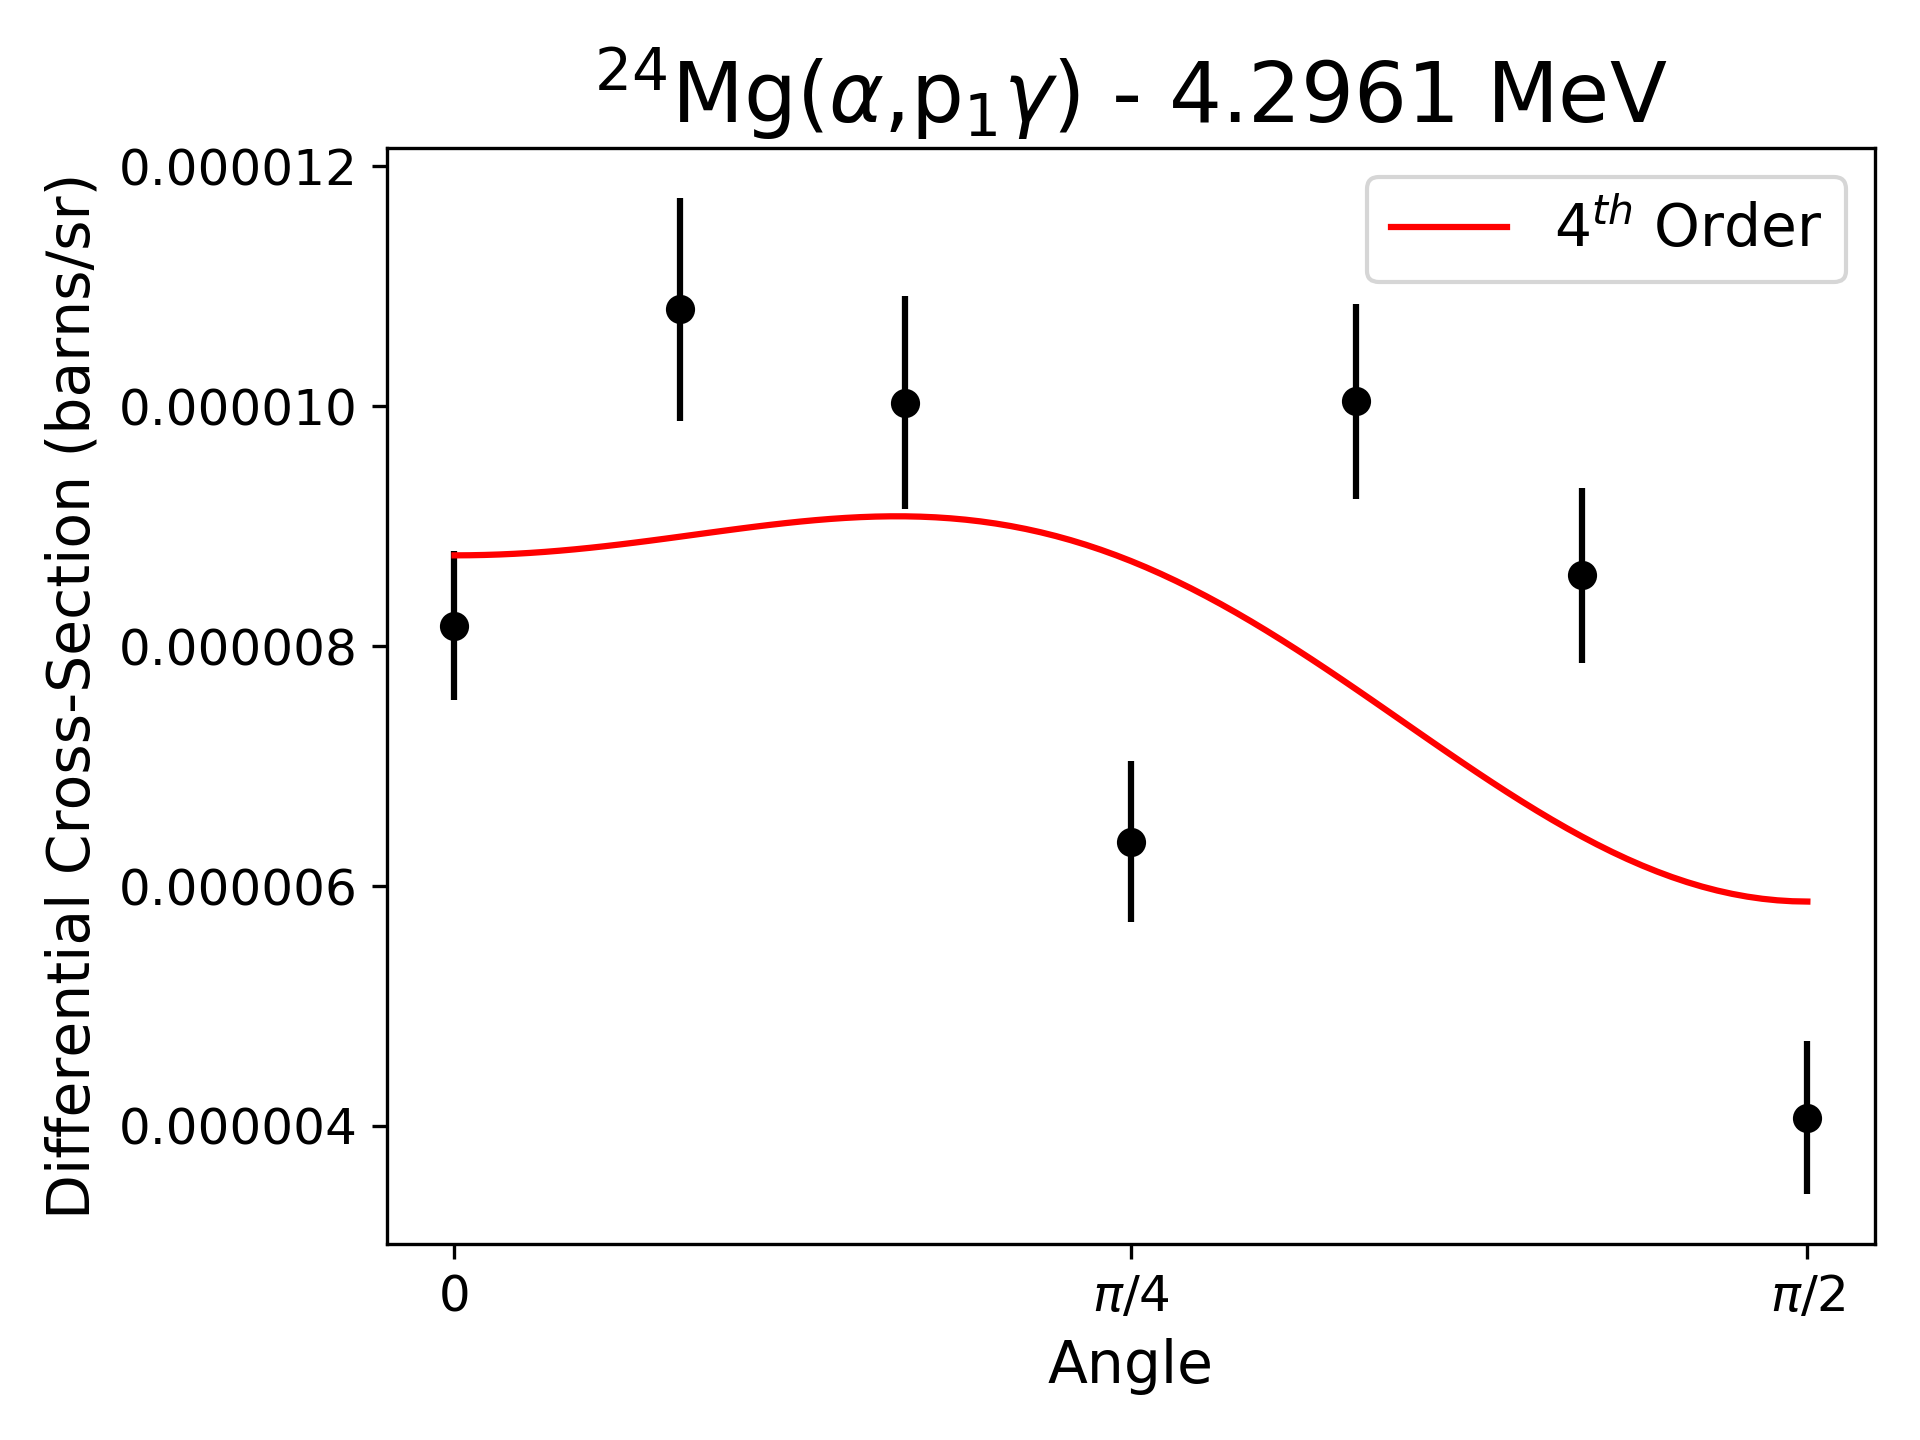 ²⁴Mg(α,p₁γ) - 4.2961 MeV
4ᵗʰ Order
Differential Cross-Section (barns/sr)
0.000012
0.000010
0.000008
0.000006
0.000004
0 π/4 π/2
Angle